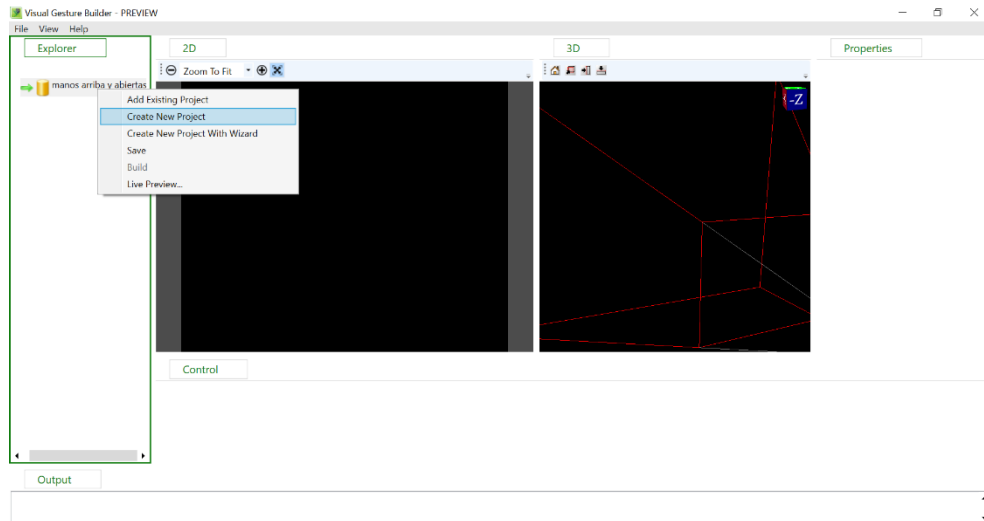 Visual Gesture Builder - PREVIEW
File View Help
Explorer
2D
3D
Properties
Zoom To Fit
manos arriba y abiertas
-Z
Add Existing Project
Create New Project
Create New Project With Wizard
Save
Build
Live Preview...
Control
Output